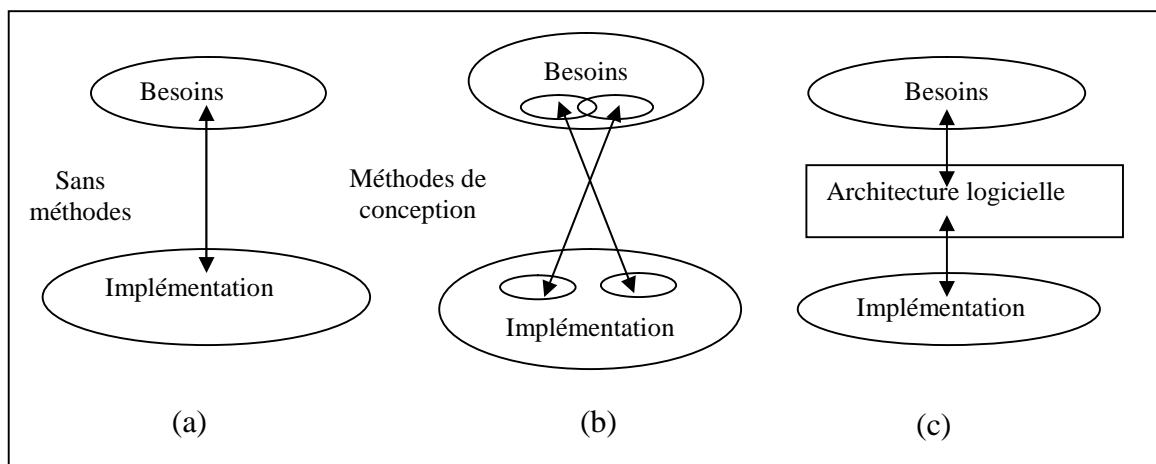 Besoins
Sans
méthodes
Implémentation
(a)
Besoins
Méthodes de
conception
Implémentation
(b)
Besoins
Architecture logicielle
Implémentation
(c)